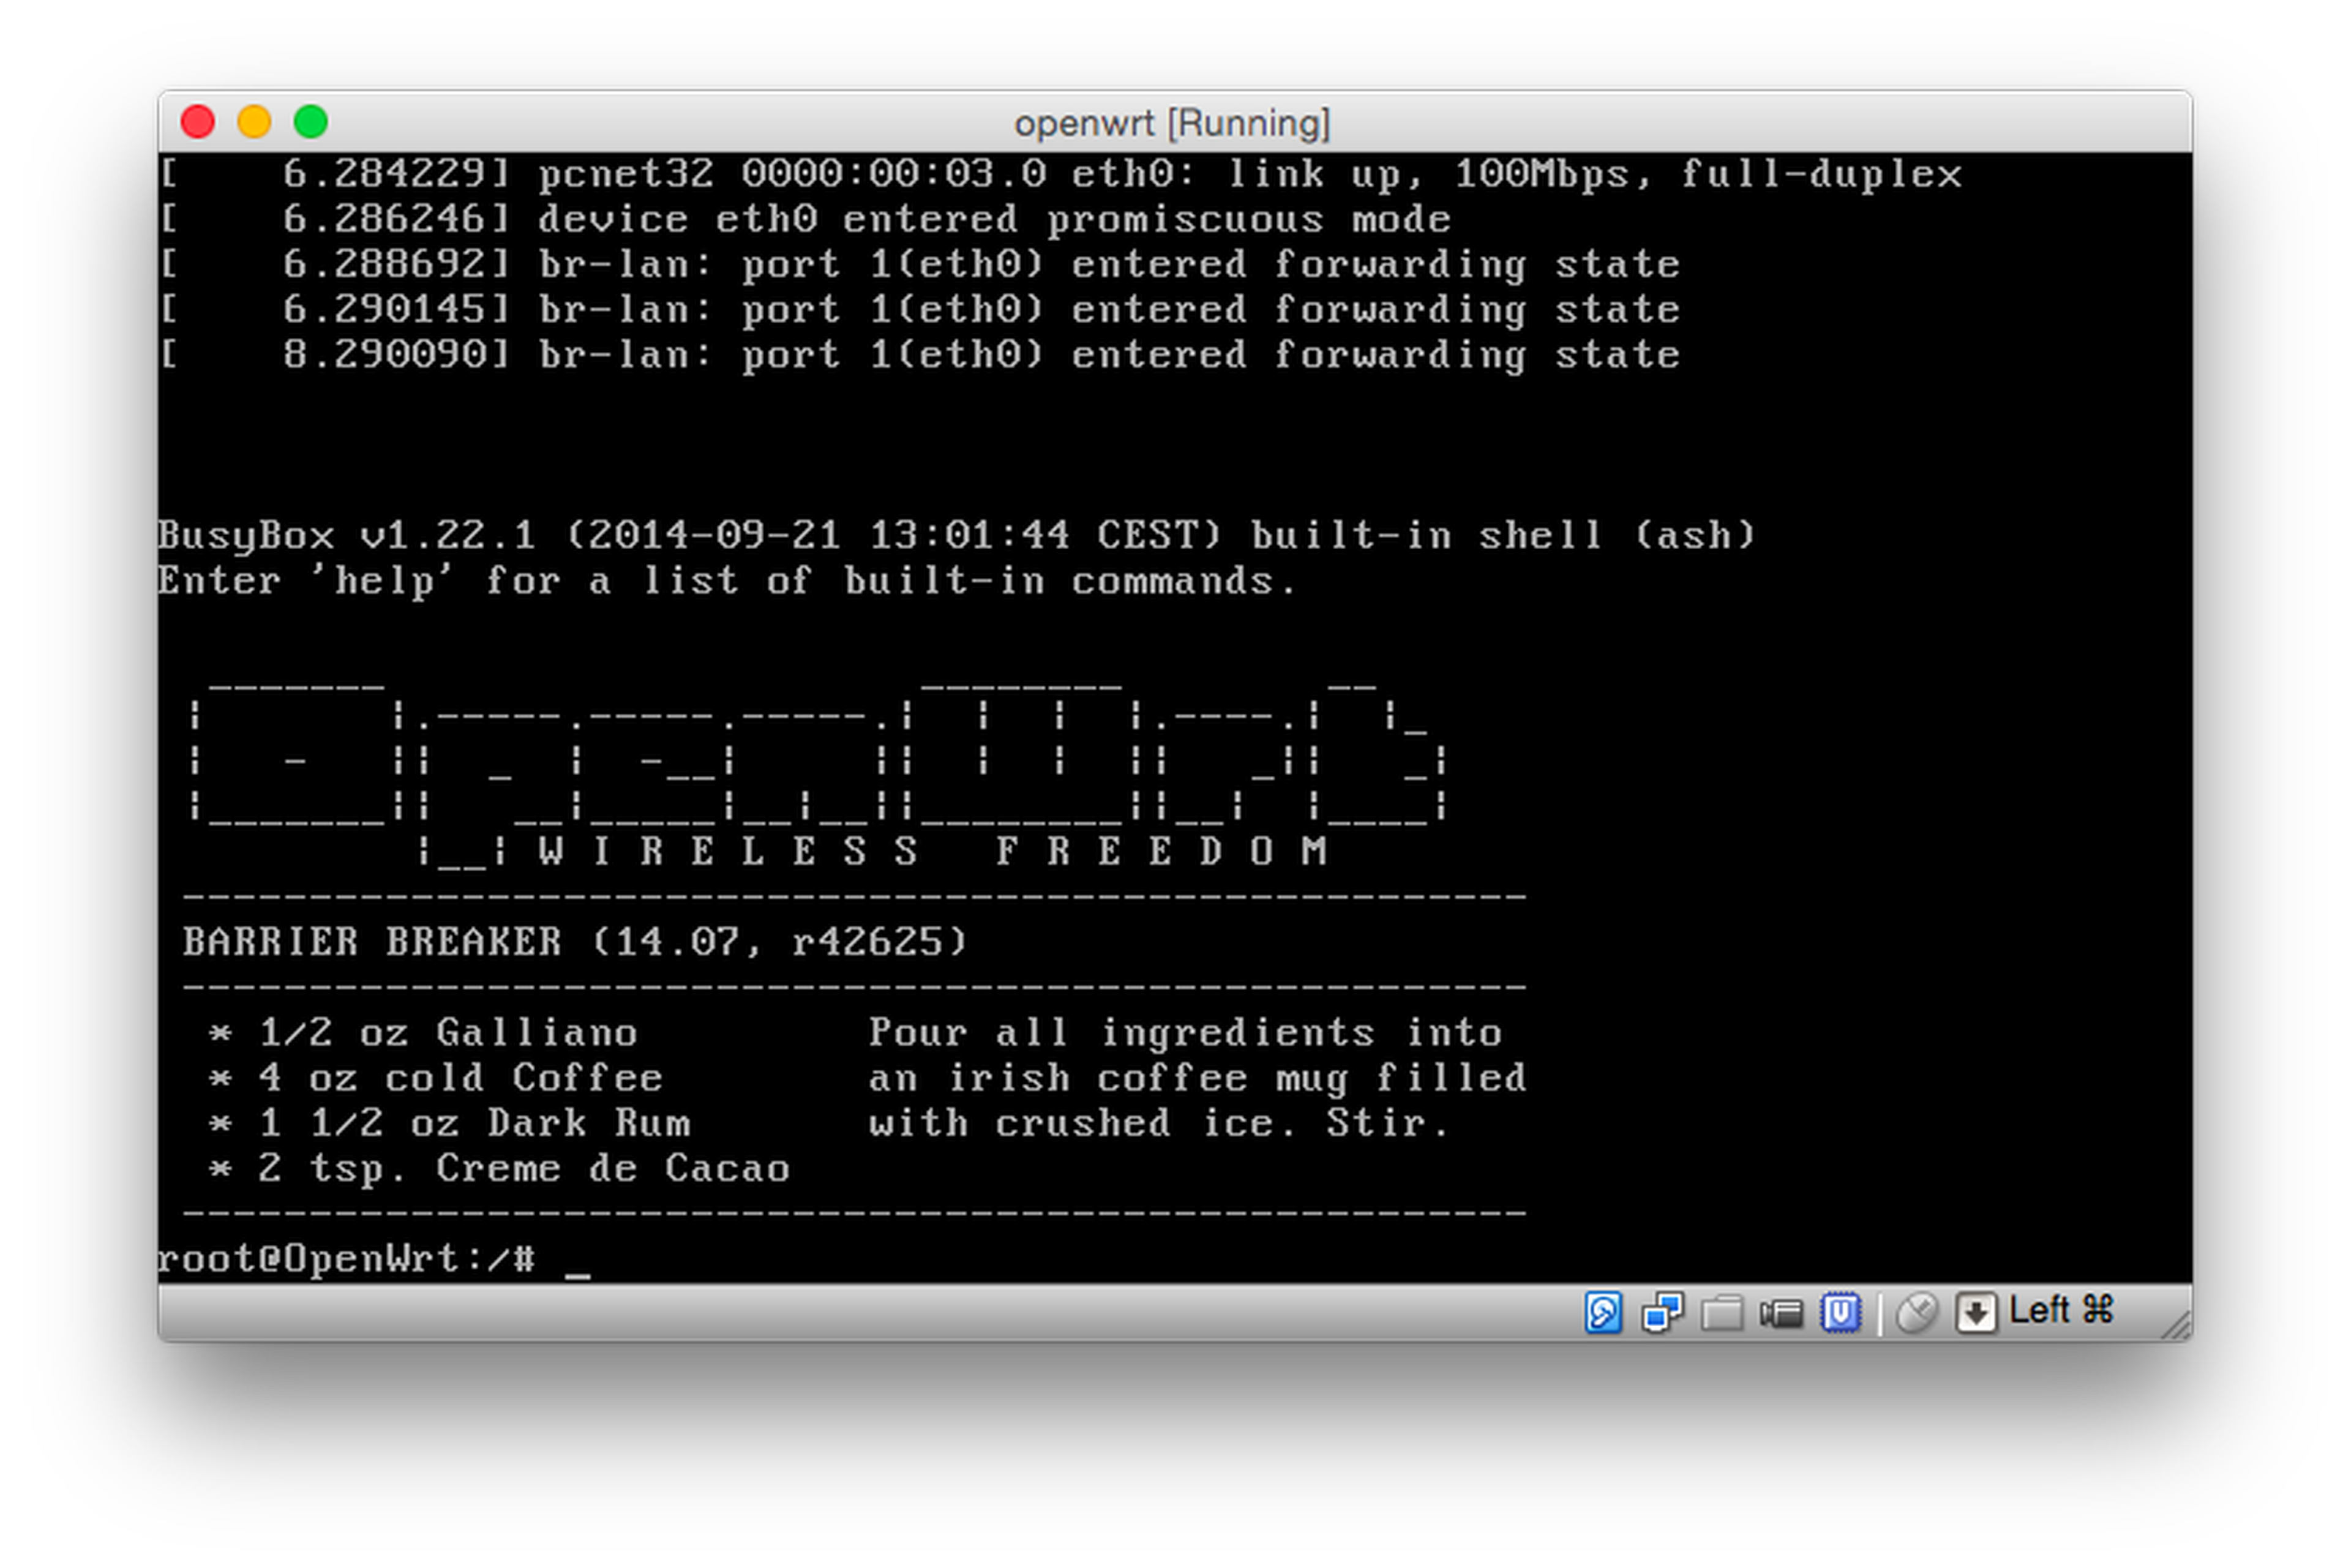 openwrt [Running]
[    6.284229] pcnet32 0000:00:03.0 eth0: link up, 100Mbps, full-duplex
[    6.286246] device eth0 entered promiscuous mode
[    6.288692] br-lan: port 1(eth0) entered forwarding state
[    6.290145] br-lan: port 1(eth0) entered forwarding state
[    8.290090] br-lan: port 1(eth0) entered forwarding state
BusyBox v1.22.1 (2014-09-21 13:01:44 CEST) built-in shell (ash)
Enter 'help' for a list of built-in commands.
OpenWrt
W I R E L E S S   F R E E D O M
-----------------------------------------------------
BARRIER BREAKER (14.07, r42625)
-----------------------------------------------------
* 1/2 oz Galliano         Pour all ingredients into
* 4 oz cold Coffee        an irish coffee mug filled
* 1 1/2 oz Dark Rum       with crushed ice. Stir.
* 2 tsp. Creme de Cacao
-----------------------------------------------------
root@OpenWrt:/# _
Left ⌘